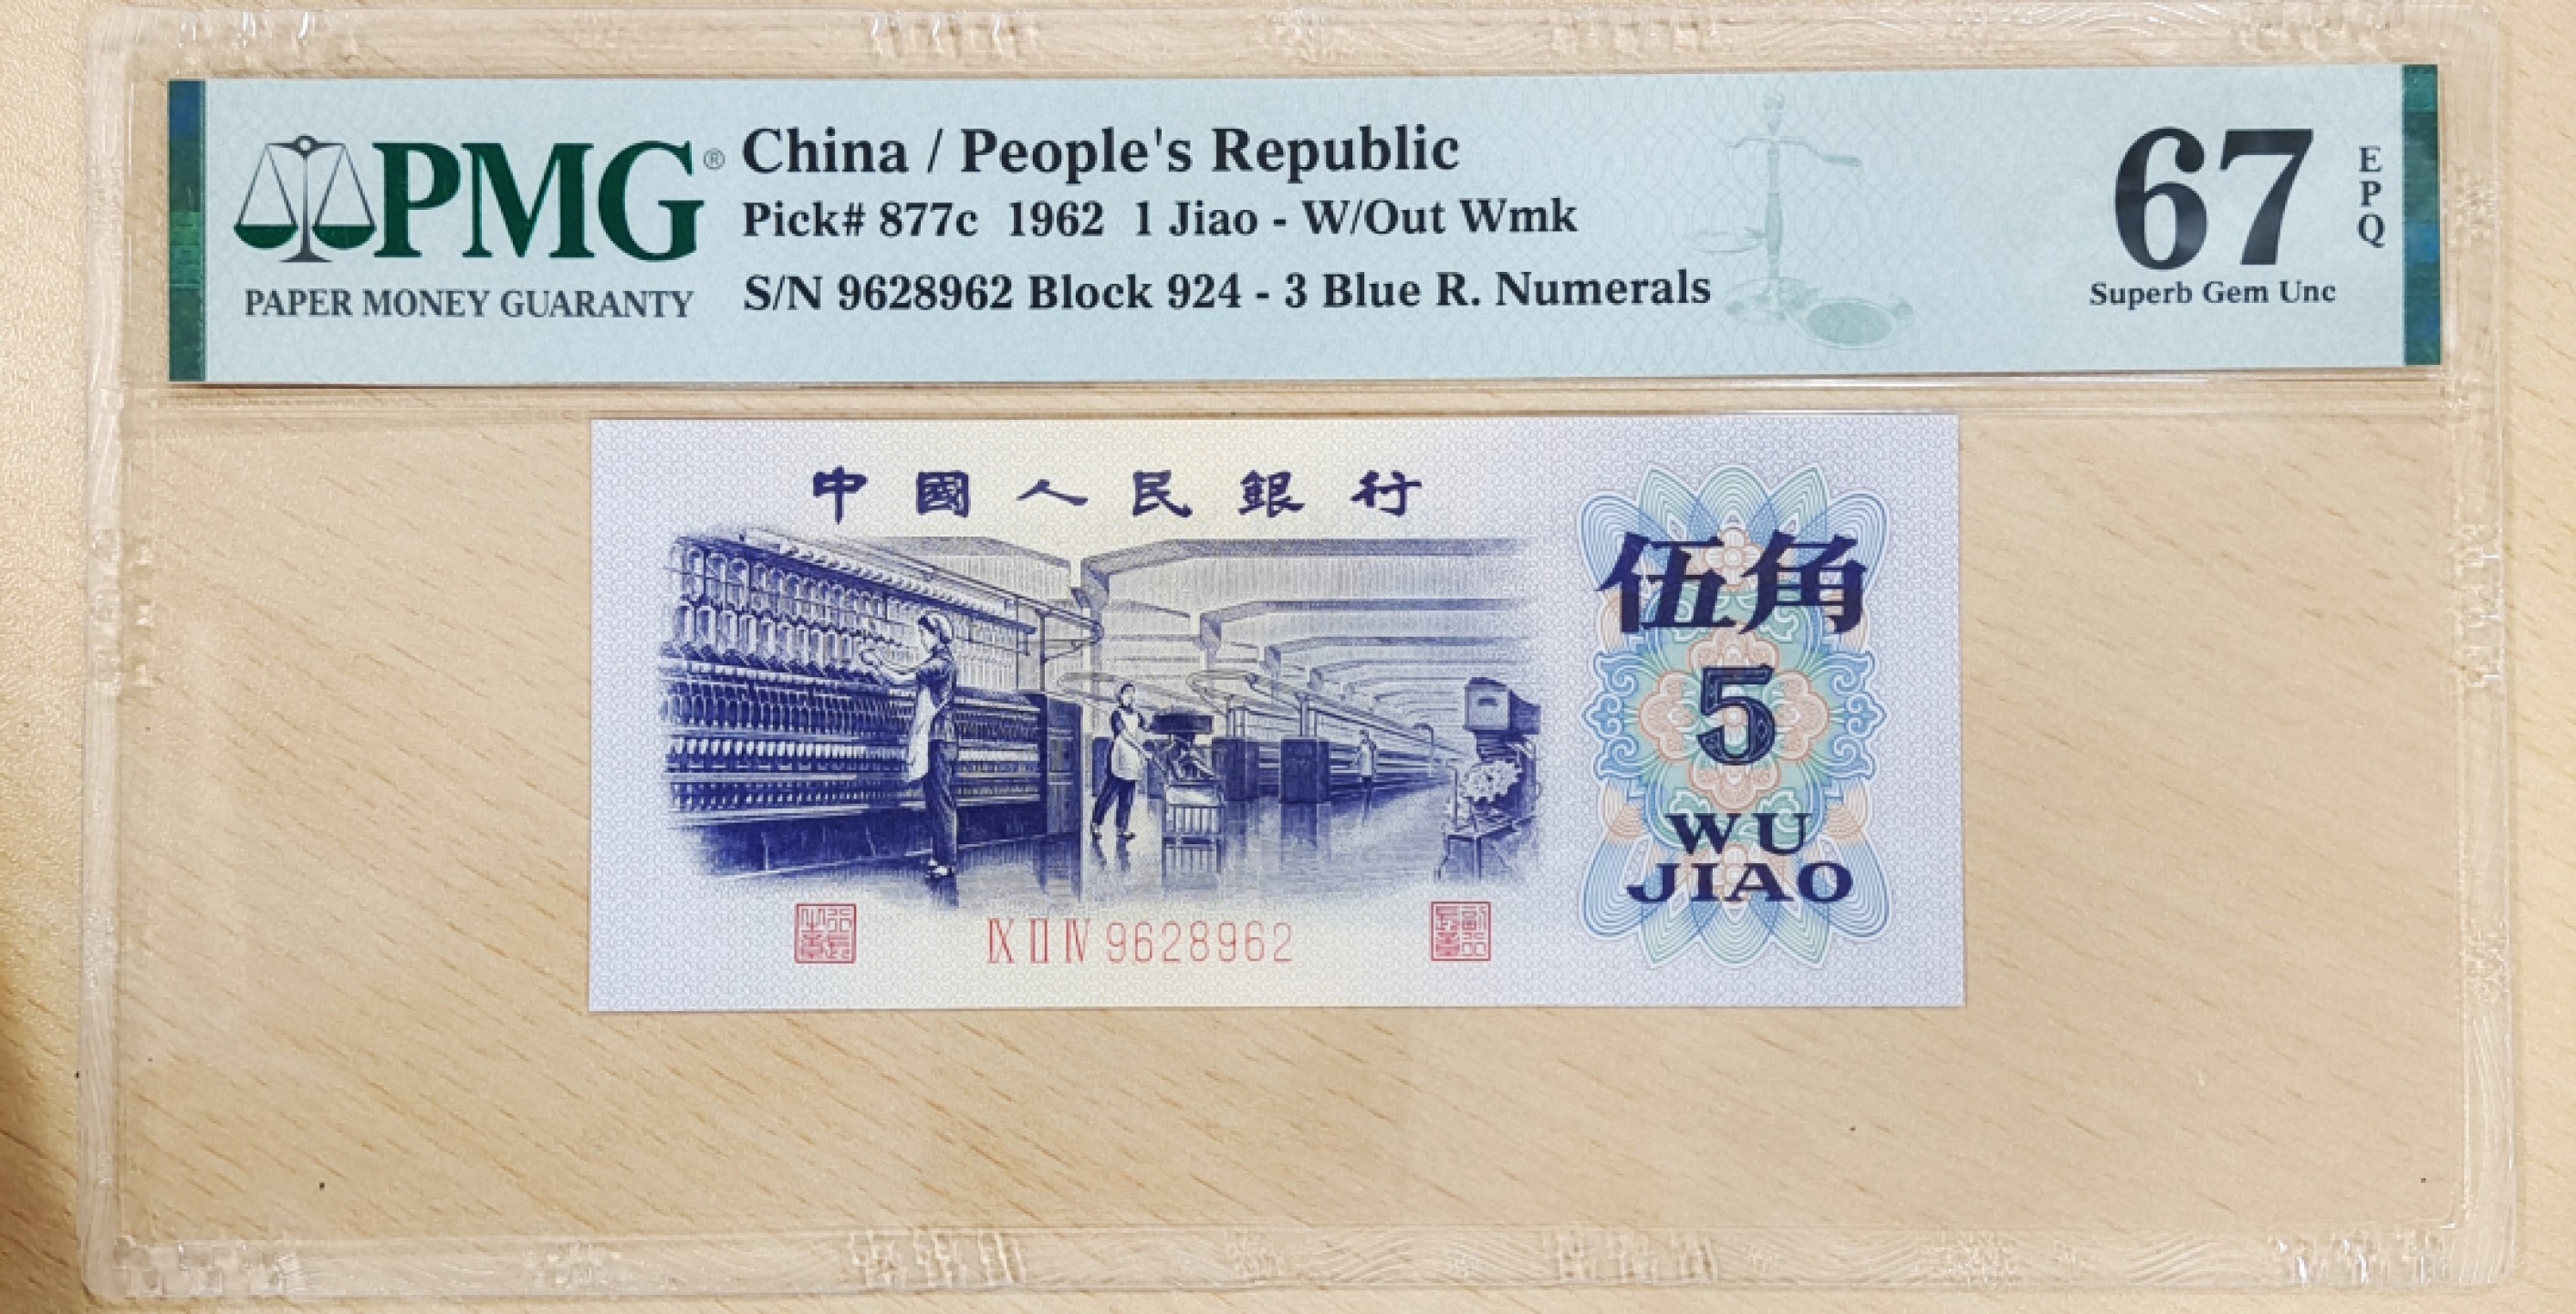 PMG®
PAPER MONEY GUARANTY
China / People's Republic
Pick# 877c 1962 1 Jiao - W/Out Wmk
S/N 9628962 Block 924 - 3 Blue R. Numerals
67
EPQ
Superb Gem Unc
中國人民銀行
伍角
5
WU
JIAO
IX II IV 9628962